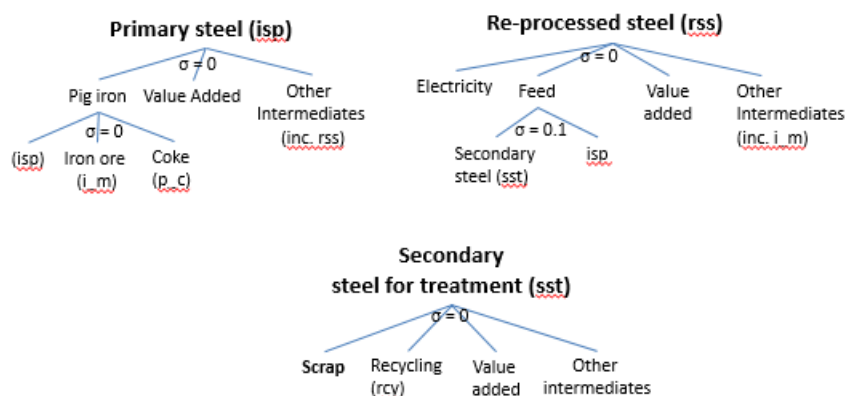 Primary steel (isp)
σ = 0
Pig iron
Value Added
Other
Intermediates
(inc. rss)
σ = 0
(isp)
Iron ore
(i_m)
Coke
(p_c)
Re-processed steel (rss)
σ = 0
Electricity
Feed
Value
added
Other
Intermediates
(inc. i_m)
σ = 0.1
Secondary
steel (sst)
isp
Secondary
steel for treatment (sst)
σ = 0
Scrap
Recycling
(rcy)
Value
added
Other
intermediates